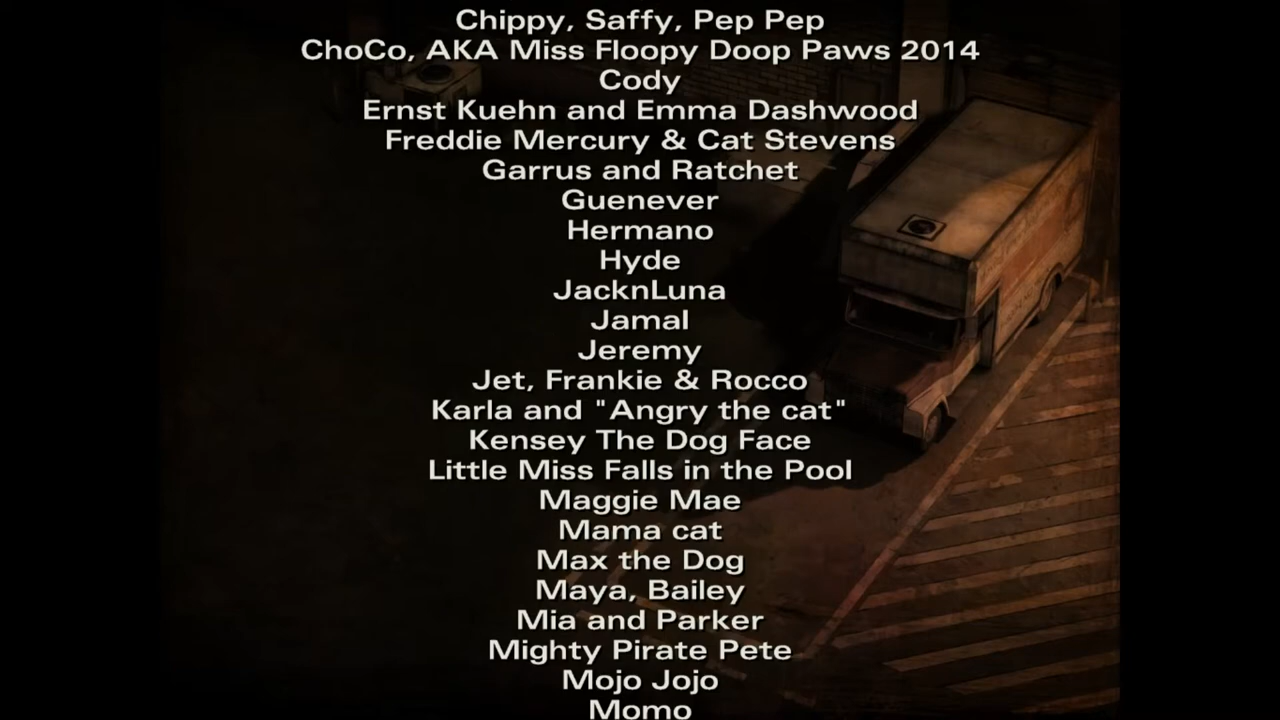 Chippy, Saffy, Pep Pep
ChoCo, AKA Miss Floopy Doop Paws 2014
Cody
Ernst Kuehn and Emma Dashwood
Freddie Mercury & Cat Stevens
Garrus and Ratchet
Guenever
Hermano
Hyde
JacknLuna
Jamal
Jeremy
Jet, Frankie & Rocco
Karla and "Angry the cat"
Kensey The Dog Face
Little Miss Falls in the Pool
Maggie Mae
Mama cat
Max the Dog
Maya, Bailey
Mia and Parker
Mighty Pirate Pete
Mojo Jojo
Momo